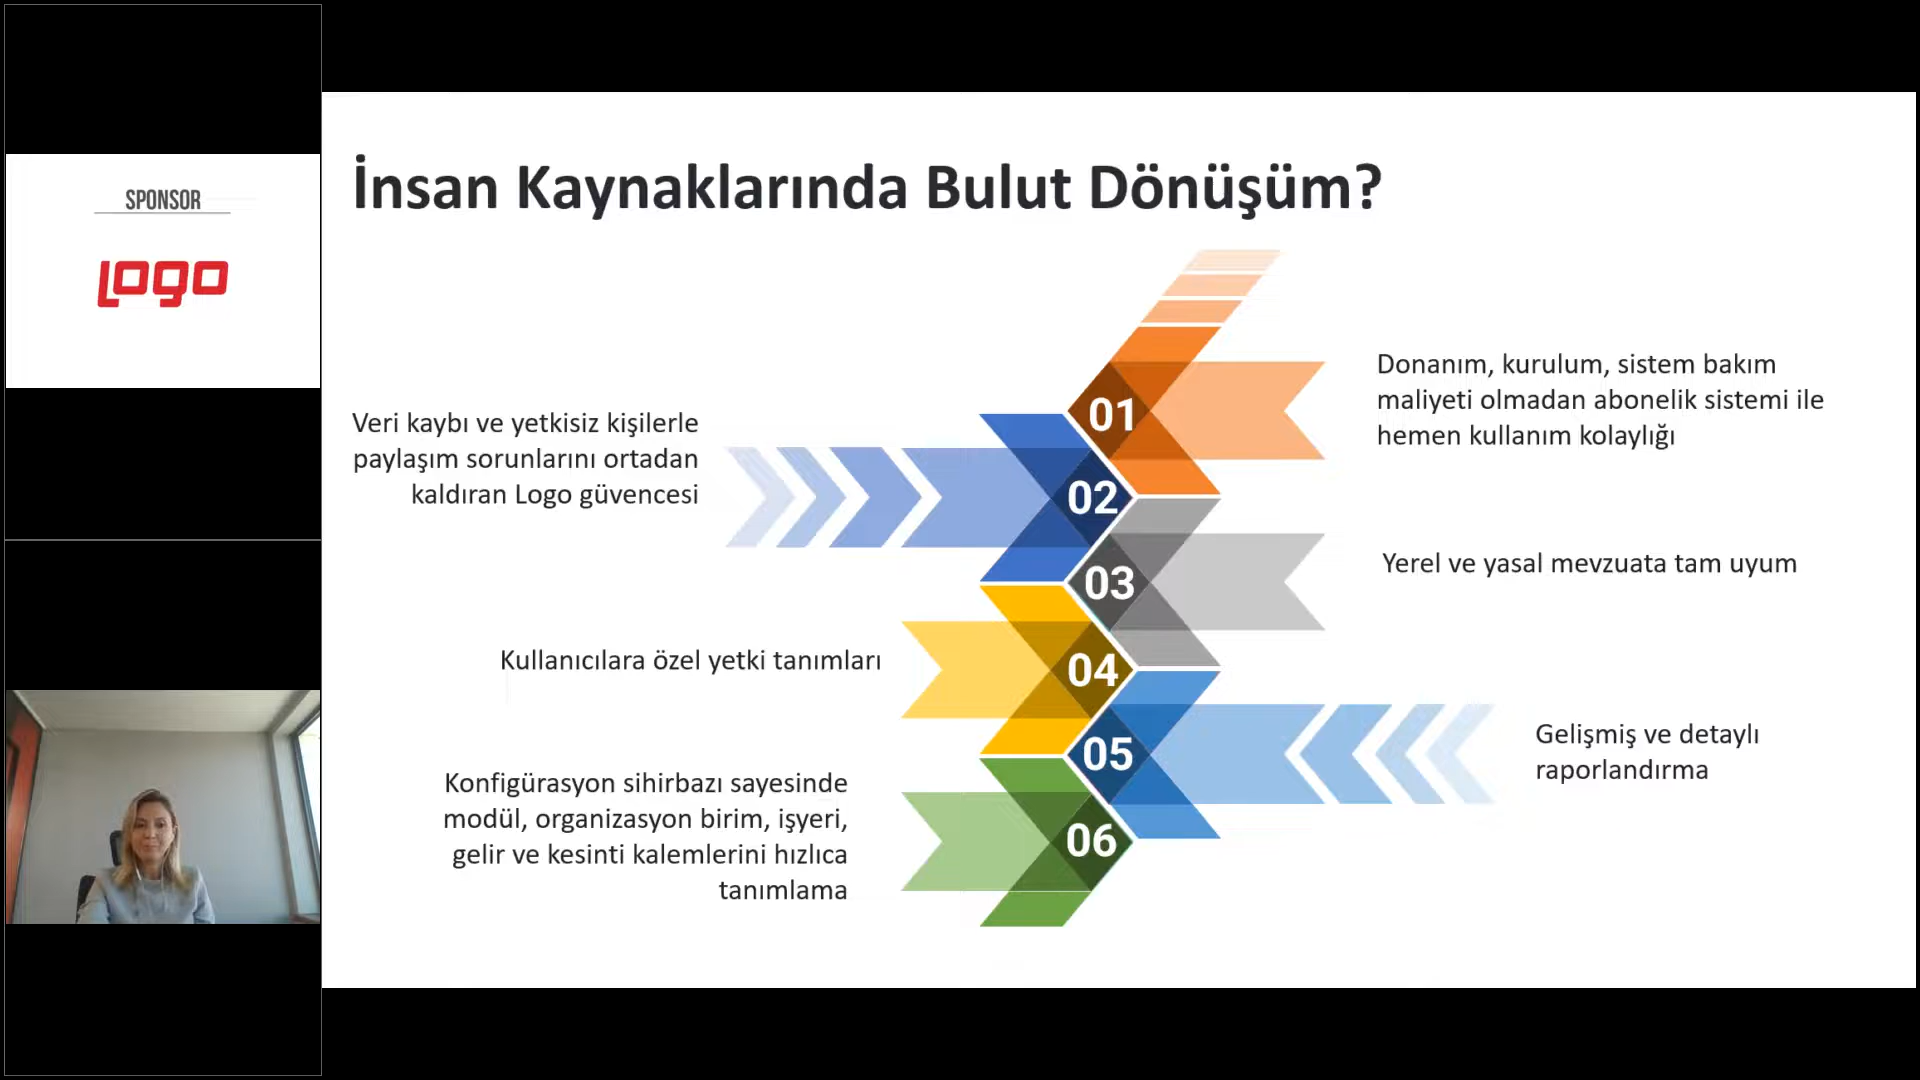 SPONSOR
LOGO
İnsan Kaynaklarında Bulut Dönüşüm?
01
Donanım, kurulum, sistem bakım
maliyeti olmadan abonelik sistemi ile
hemen kullanım kolaylığı
Veri kaybı ve yetkisiz kişilerle
paylaşım sorunlarını ortadan
kaldıran Logo güvencesi
02
03
Yerel ve yasal mevzuata tam uyum
Kullanıcılara özel yetki tanımları
04
05
Gelişmiş ve detaylı
raporlandırma
Konfigürasyon sihirbazı sayesinde
modül, organizasyon birim, işyeri,
gelir ve kesinti kalemlerini hızlıca
tanımlama
06